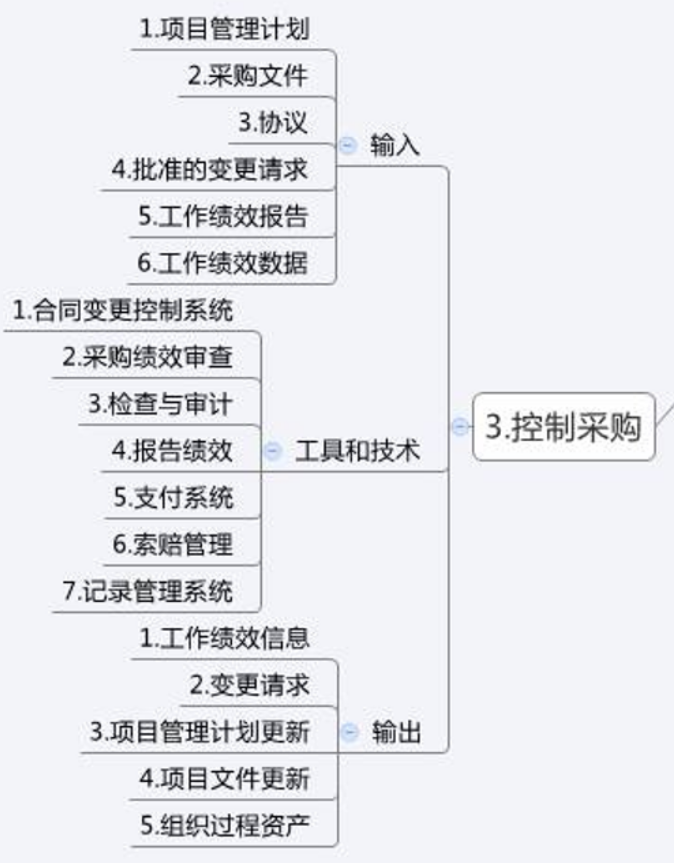 1.项目管理计划
2.采购文件
3.协议
输入
4.批准的变更请求
5.工作绩效报告
6.工作绩效数据
1.合同变更控制系统
2.采购绩效审查
3.检查与审计
3.控制采购
4.报告绩效
工具和技术
5.支付系统
6.索赔管理
7.记录管理系统
1.工作绩效信息
2.变更请求
3.项目管理计划更新
输出
4.项目文件更新
5.组织过程资产